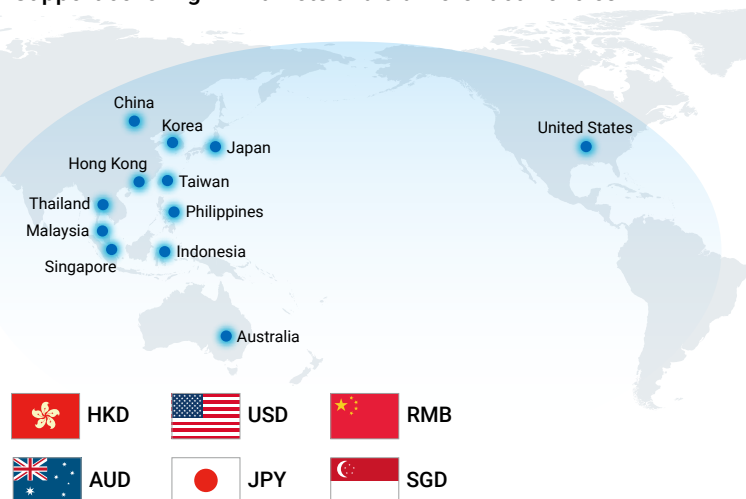 China
Korea
Japan
United States
Hong Kong
Taiwan
Thailand
Philippines
Malaysia
Singapore
Indonesia
Australia
HKD
USD
RMB
AUD
JPY
SGD